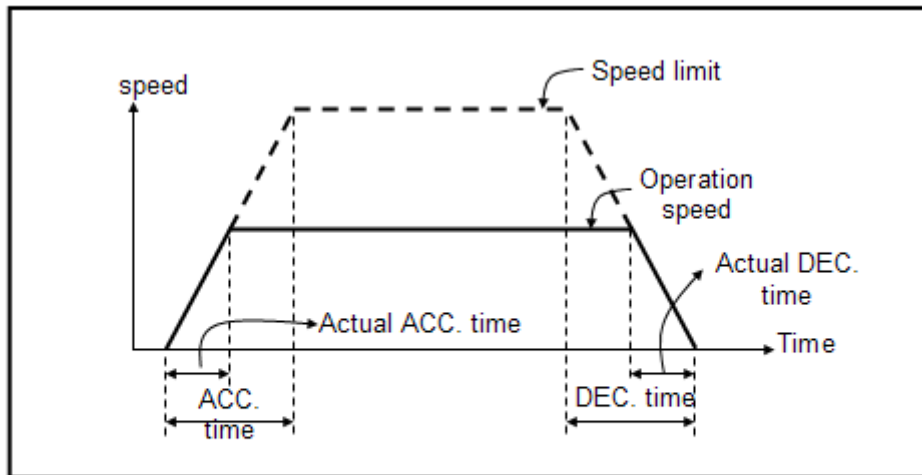 Speed limit
speed
Operation
speed
Actual DEC.
time
Actual ACC. time
Time
ACC.
time
DEC. time